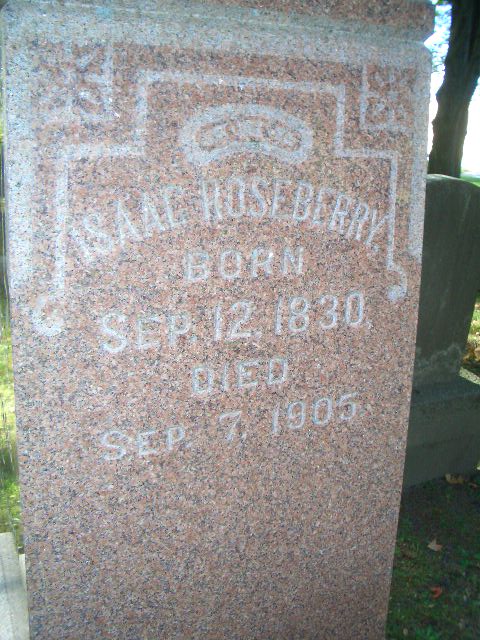 ISAAC HOSEBERRY,
BORN
SEP. 12, 1830,
DIED
SEP. 7, 1905.